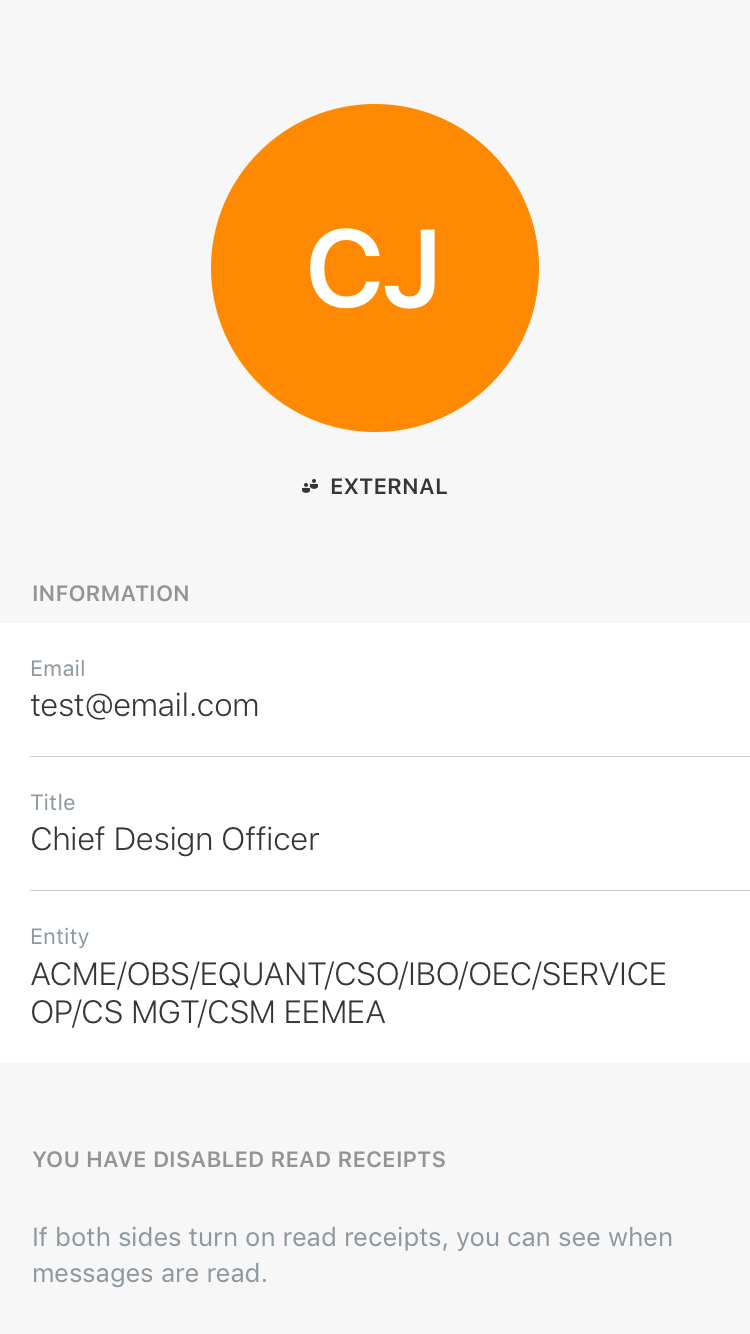 CJ
EXTERNAL
INFORMATION
Email
test@email.com
Title
Chief Design Officer
Entity
ACME/OBS/EQUANT/CSO/IBO/OEC/SERVICE
OP/CS MGT/CSM EEMEA
YOU HAVE DISABLED READ RECEIPTS
If both sides turn on read receipts, you can see when
messages are read.